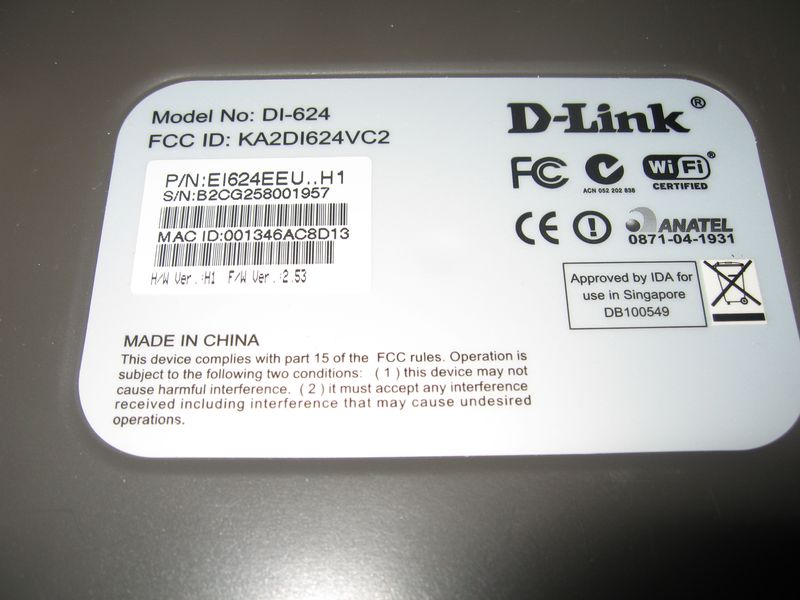 Model No: DI-624
FCC ID: KA2DI624VC2
P/N:EI624EEU..H1
S/N:B2CG258001957
MAC ID:001346AC8D13
H/W Ver.:H1 F/W Ver.:2.53
D-Link®
FC
ACN 052 202 838
Wi Fi®
CERTIFIED
CE
ANATEL
0871-04-1931
Approved by IDA for
use in Singapore
DB100549
MADE IN CHINA
This device complies with part 15 of the FCC rules. Operation is
subject to the following two conditions: ( 1 ) this device may not
cause harmful interference. ( 2 ) it must accept any interference
received including interference that may cause undesired
operations.